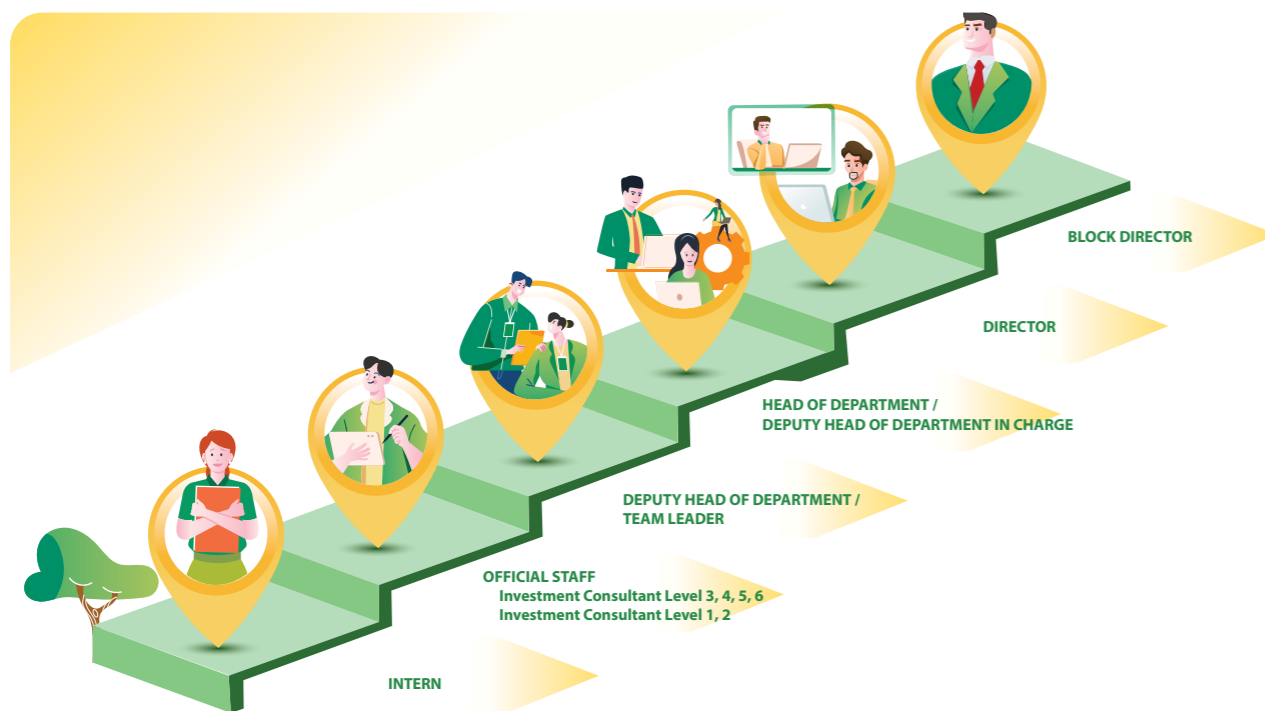 BLOCK DIRECTOR
DIRECTOR
HEAD OF DEPARTMENT /
DEPUTY HEAD OF DEPARTMENT IN CHARGE
DEPUTY HEAD OF DEPARTMENT /
TEAM LEADER
OFFICIAL STAFF
Investment Consultant Level 3, 4, 5, 6
Investment Consultant Level 1, 2
INTERN